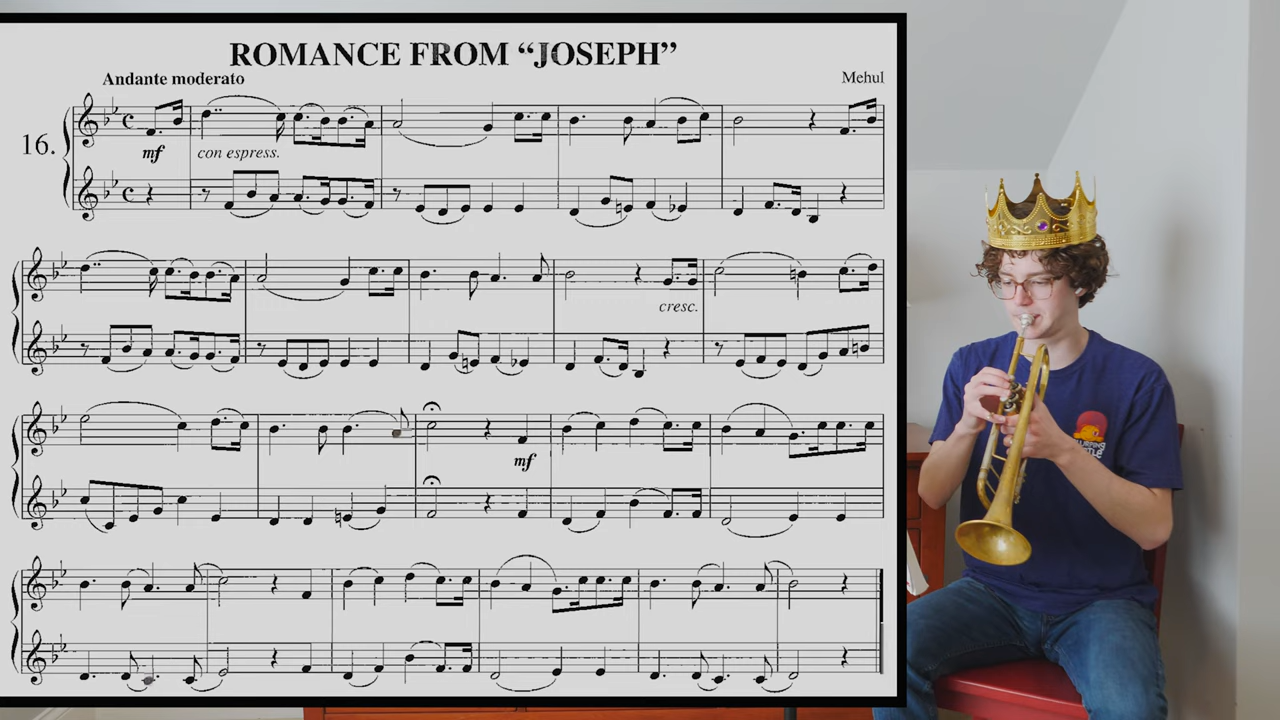 ROMANCE FROM “JOSEPH”
Andante moderato
Mehul
16.
mf
con espress.
cresc.
mf